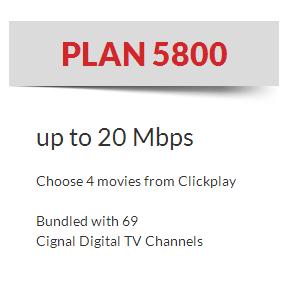 PLAN 5800
up to 20 Mbps
Choose 4 movies from Clickplay
Bundled with 69
Cignal Digital TV Channels